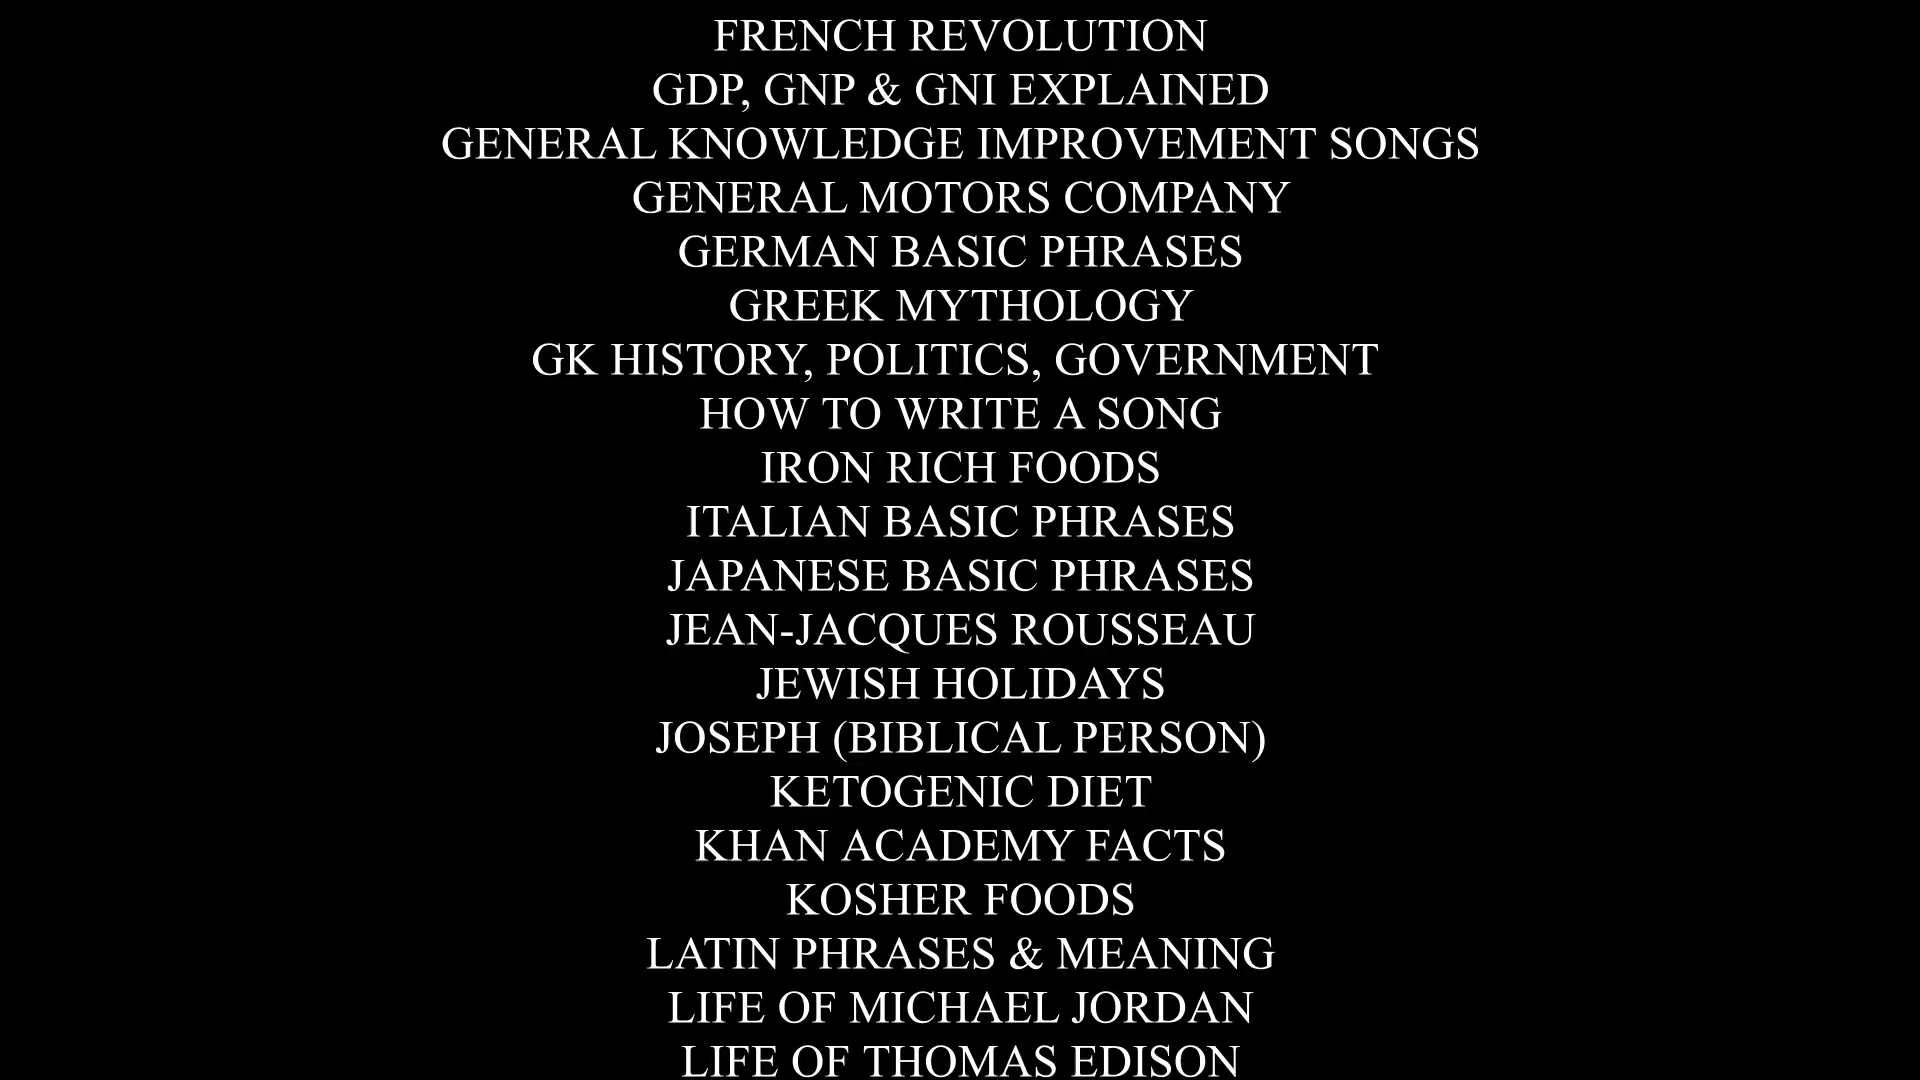 FRENCH REVOLUTION
GDP, GNP & GNI EXPLAINED
GENERAL KNOWLEDGE IMPROVEMENT SONGS
GENERAL MOTORS COMPANY
GERMAN BASIC PHRASES
GREEK MYTHOLOGY
GK HISTORY, POLITICS, GOVERNMENT
HOW TO WRITE A SONG
IRON RICH FOODS
ITALIAN BASIC PHRASES
JAPANESE BASIC PHRASES
JEAN-JACQUES ROUSSEAU
JEWISH HOLIDAYS
JOSEPH (BIBLICAL PERSON)
KETOGENIC DIET
KHAN ACADEMY FACTS
KOSHER FOODS
LATIN PHRASES & MEANING
LIFE OF MICHAEL JORDAN
LIFE OF THOMAS EDISON